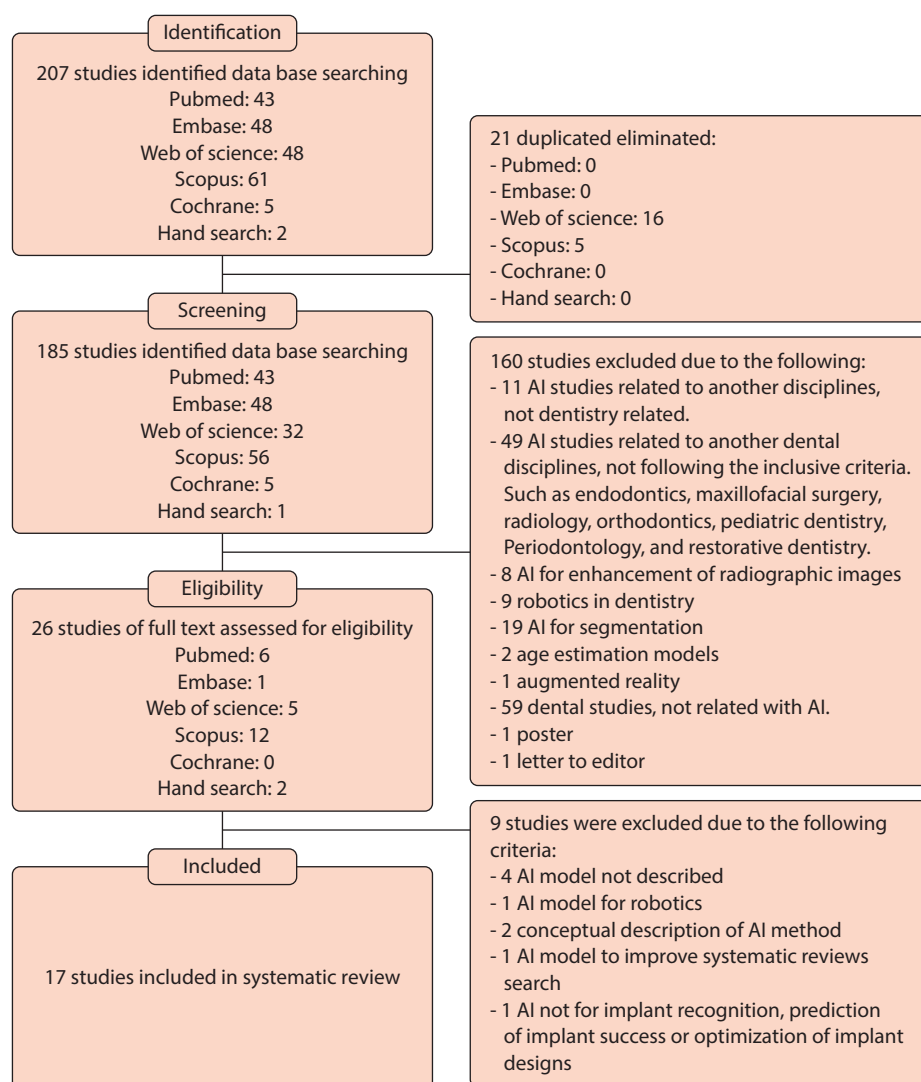 Identification
207 studies identified data base searching
Pubmed: 43
Embase: 48
Web of science: 48
Scopus: 61
Cochrane: 5
Hand search: 2
21 duplicated eliminated:
- Pubmed: 0
- Embase: 0
- Web of science: 16
- Scopus: 5
- Cochrane: 0
- Hand search: 0
Screening
185 studies identified data base searching
Pubmed: 43
Embase: 48
Web of science: 32
Scopus: 56
Cochrane: 5
Hand search: 1
160 studies excluded due to the following:
- 11 AI studies related to another disciplines,
not dentistry related.
- 49 AI studies related to another dental
disciplines, not following the inclusive criteria.
Such as endodontics, maxillofacial surgery,
radiology, orthodontics, pediatric dentistry,
Periodontology, and restorative dentistry.
- 8 AI for enhancement of radiographic images
- 9 robotics in dentistry
- 19 AI for segmentation
- 2 age estimation models
- 1 augmented reality
- 59 dental studies, not related with AI.
- 1 poster
- 1 letter to editor
Eligibility
26 studies of full text assessed for eligibility
Pubmed: 6
Embase: 1
Web of science: 5
Scopus: 12
Cochrane: 0
Hand search: 2
9 studies were excluded due to the following
criteria:
- 4 AI model not described
- 1 AI model for robotics
- 2 conceptual description of AI method
- 1 AI model to improve systematic reviews
search
- 1 AI not for implant recognition, prediction
of implant success or optimization of implant
designs
Included
17 studies included in systematic review